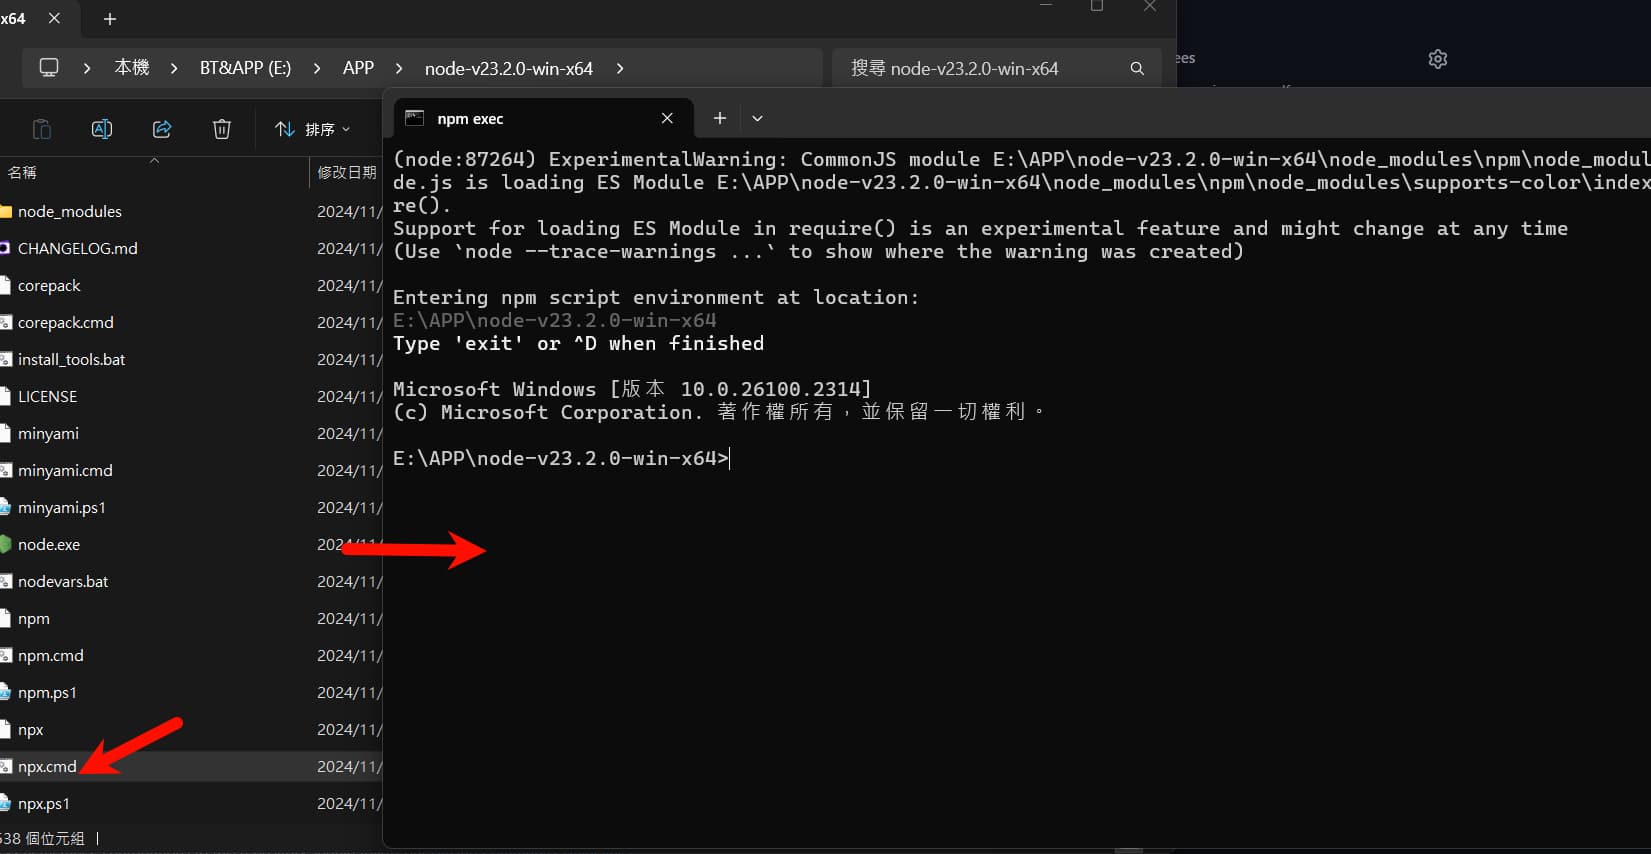 x64
本機 > BT&APP (E:) > APP > node-v23.2.0-win-x64 >
搜尋 node-v23.2.0-win-x64
ees
排序
名稱
修改日期
node_modules 2024/11/
CHANGELOG.md 2024/11/
corepack 2024/11/
corepack.cmd 2024/11/
install_tools.bat 2024/11/
LICENSE 2024/11/
minyami 2024/11/
minyami.cmd 2024/11/
minyami.ps1 2024/11/
node.exe 2024/11/
nodevars.bat 2024/11/
npm 2024/11/
npm.cmd 2024/11/
npm.ps1 2024/11/
npx 2024/11/
npx.cmd 2024/11/
npx.ps1 2024/11/
538 個位元組
npm exec
(node:87264) ExperimentalWarning: CommonJS module E:\APP\node-v23.2.0-win-x64\node_modules\npm\node_modul
de.js is loading ES Module E:\APP\node-v23.2.0-win-x64\node_modules\npm\node_modules\supports-color\index
re().
Support for loading ES Module in require() is an experimental feature and might change at any time
(Use `node --trace-warnings ...` to show where the warning was created)
Entering npm script environment at location:
E:\APP\node-v23.2.0-win-x64
Type 'exit' or ^D when finished
Microsoft Windows [版本 10.0.26100.2314]
(c) Microsoft Corporation. 著作權所有，並保留一切權利。
E:\APP\node-v23.2.0-win-x64>